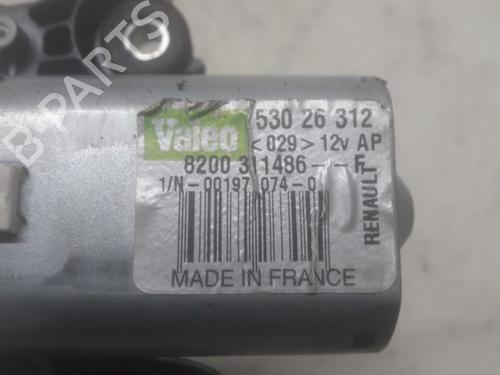 B-PARTS
Valeo
530 26 312
<029> 12v AP
8200 311486--F
1/N-00197 074-0
RENAULT
MADE IN FRANCE